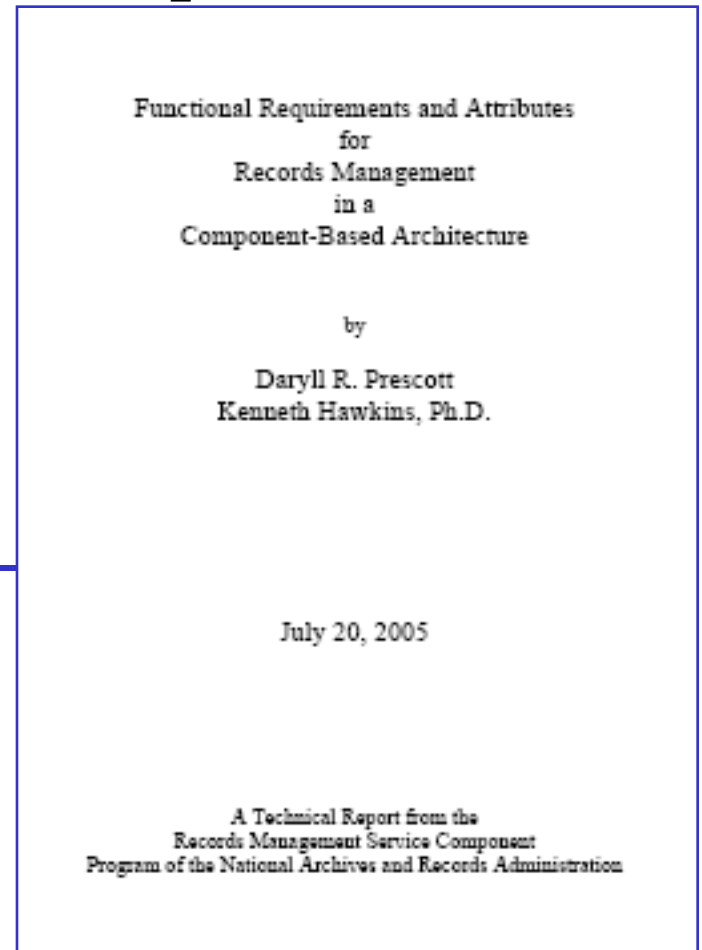 Functional Requirements and Attributes
for
Records Management
in a
Component-Based Architecture
by
Daryll R. Prescott
Kenneth Hawkins, Ph.D.
July 20, 2005
A Technical Report from the
Records Management Service Component
Program of the National Archives and Records Administration